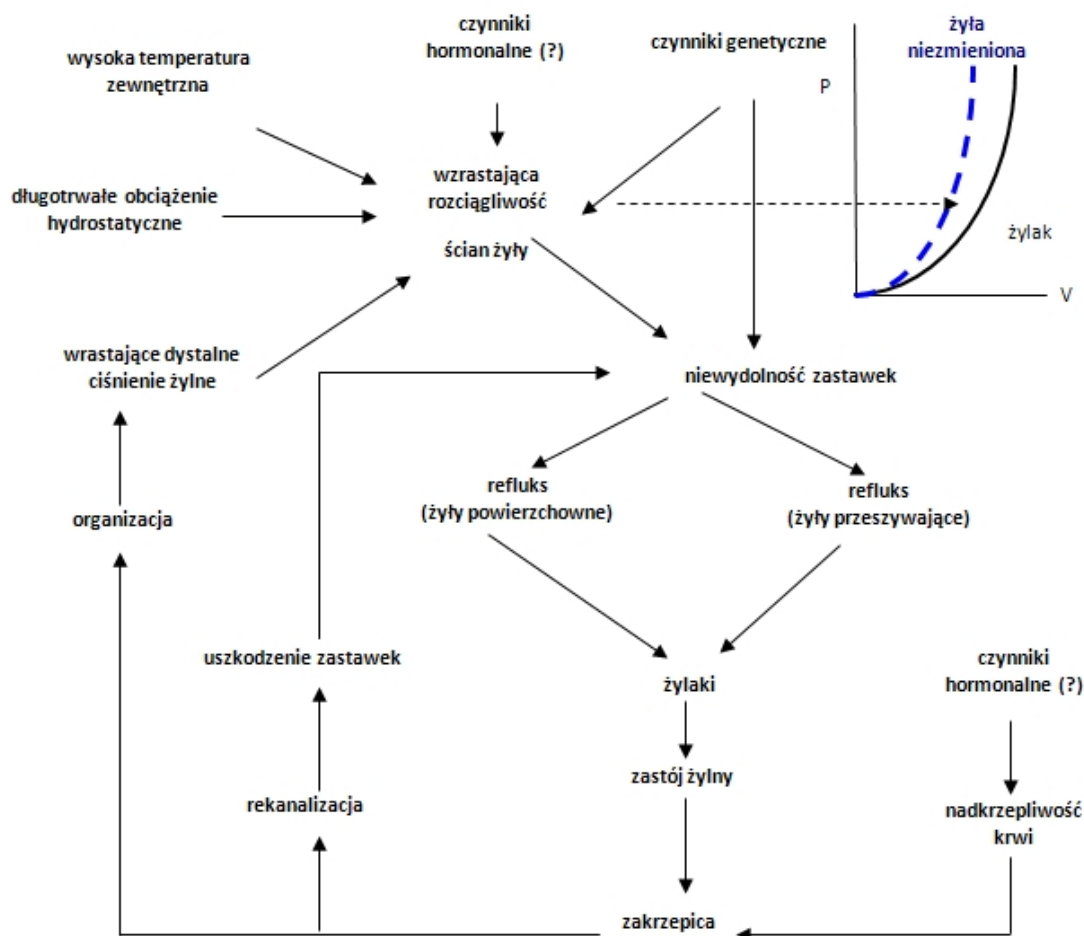 czynniki
hormonalne (?)
czynniki genetyczne
żyła
niezmieniona
wysoka temperatura
zewnętrzna
P
wzrastająca
rozciągliwość
ścian żyły
długotrwałe obciążenie
hydrostatyczne
żylak
V
wrastające dystalne
ciśnienie żylne
niewydolność zastawek
refluks
(żyły powierzchowne)
refluks
(żyły przeszywające)
organizacja
uszkodzenie zastawek
żylaki
czynniki
hormonalne (?)
zastój żylny
rekanalizacja
nadkrzepliwość
krwi
zakrzepica